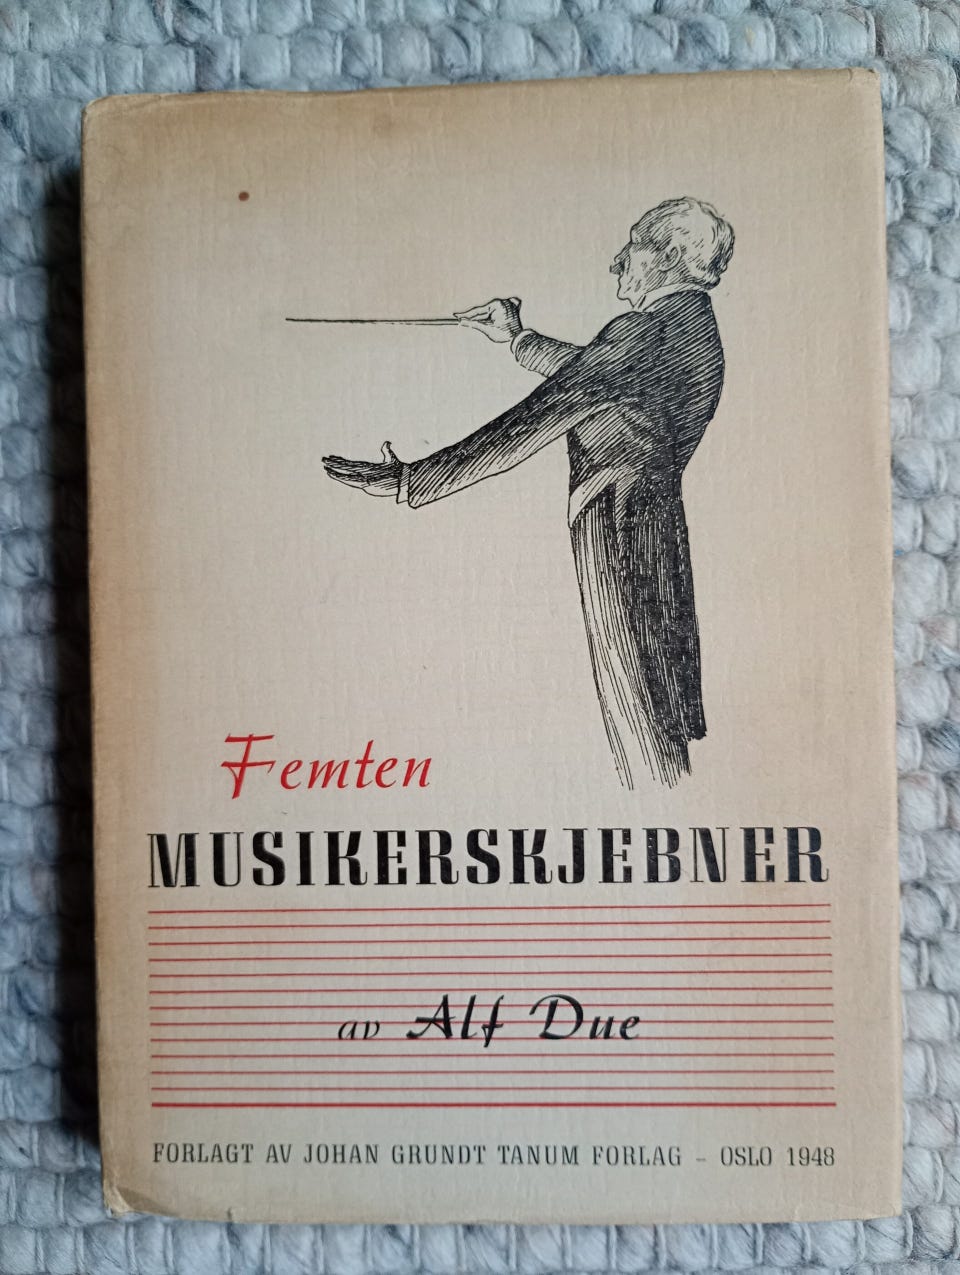 Femten
MUSIKERSKJEBNER
av Alf Due
FORLAGT AV JOHAN GRUNDT TANUM FORLAG – OSLO 1948